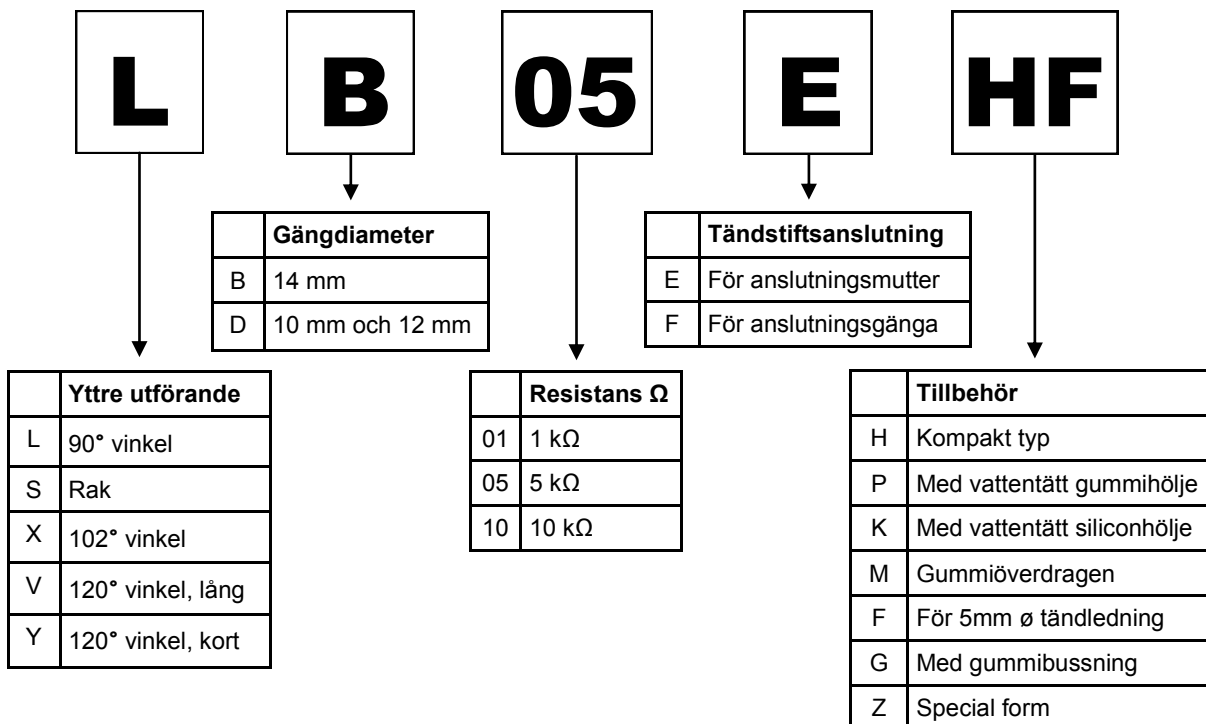 L B 05 E HF
Gängdiameter
B 14 mm
D 10 mm och 12 mm
Tändstiftsanslutning
E För anslutningsmutter
F För anslutningsgänga
Yttre utförande
L 90° vinkel
S Rak
X 102° vinkel
V 120° vinkel, lång
Y 120° vinkel, kort
Resistans Ω
01 1 kΩ
05 5 kΩ
10 10 kΩ
Tillbehör
H Kompakt typ
P Med vattentätt gummihölje
K Med vattentätt siliconhölje
M Gummiöverdragen
F För 5mm ø tändledning
G Med gummibussning
Z Special form